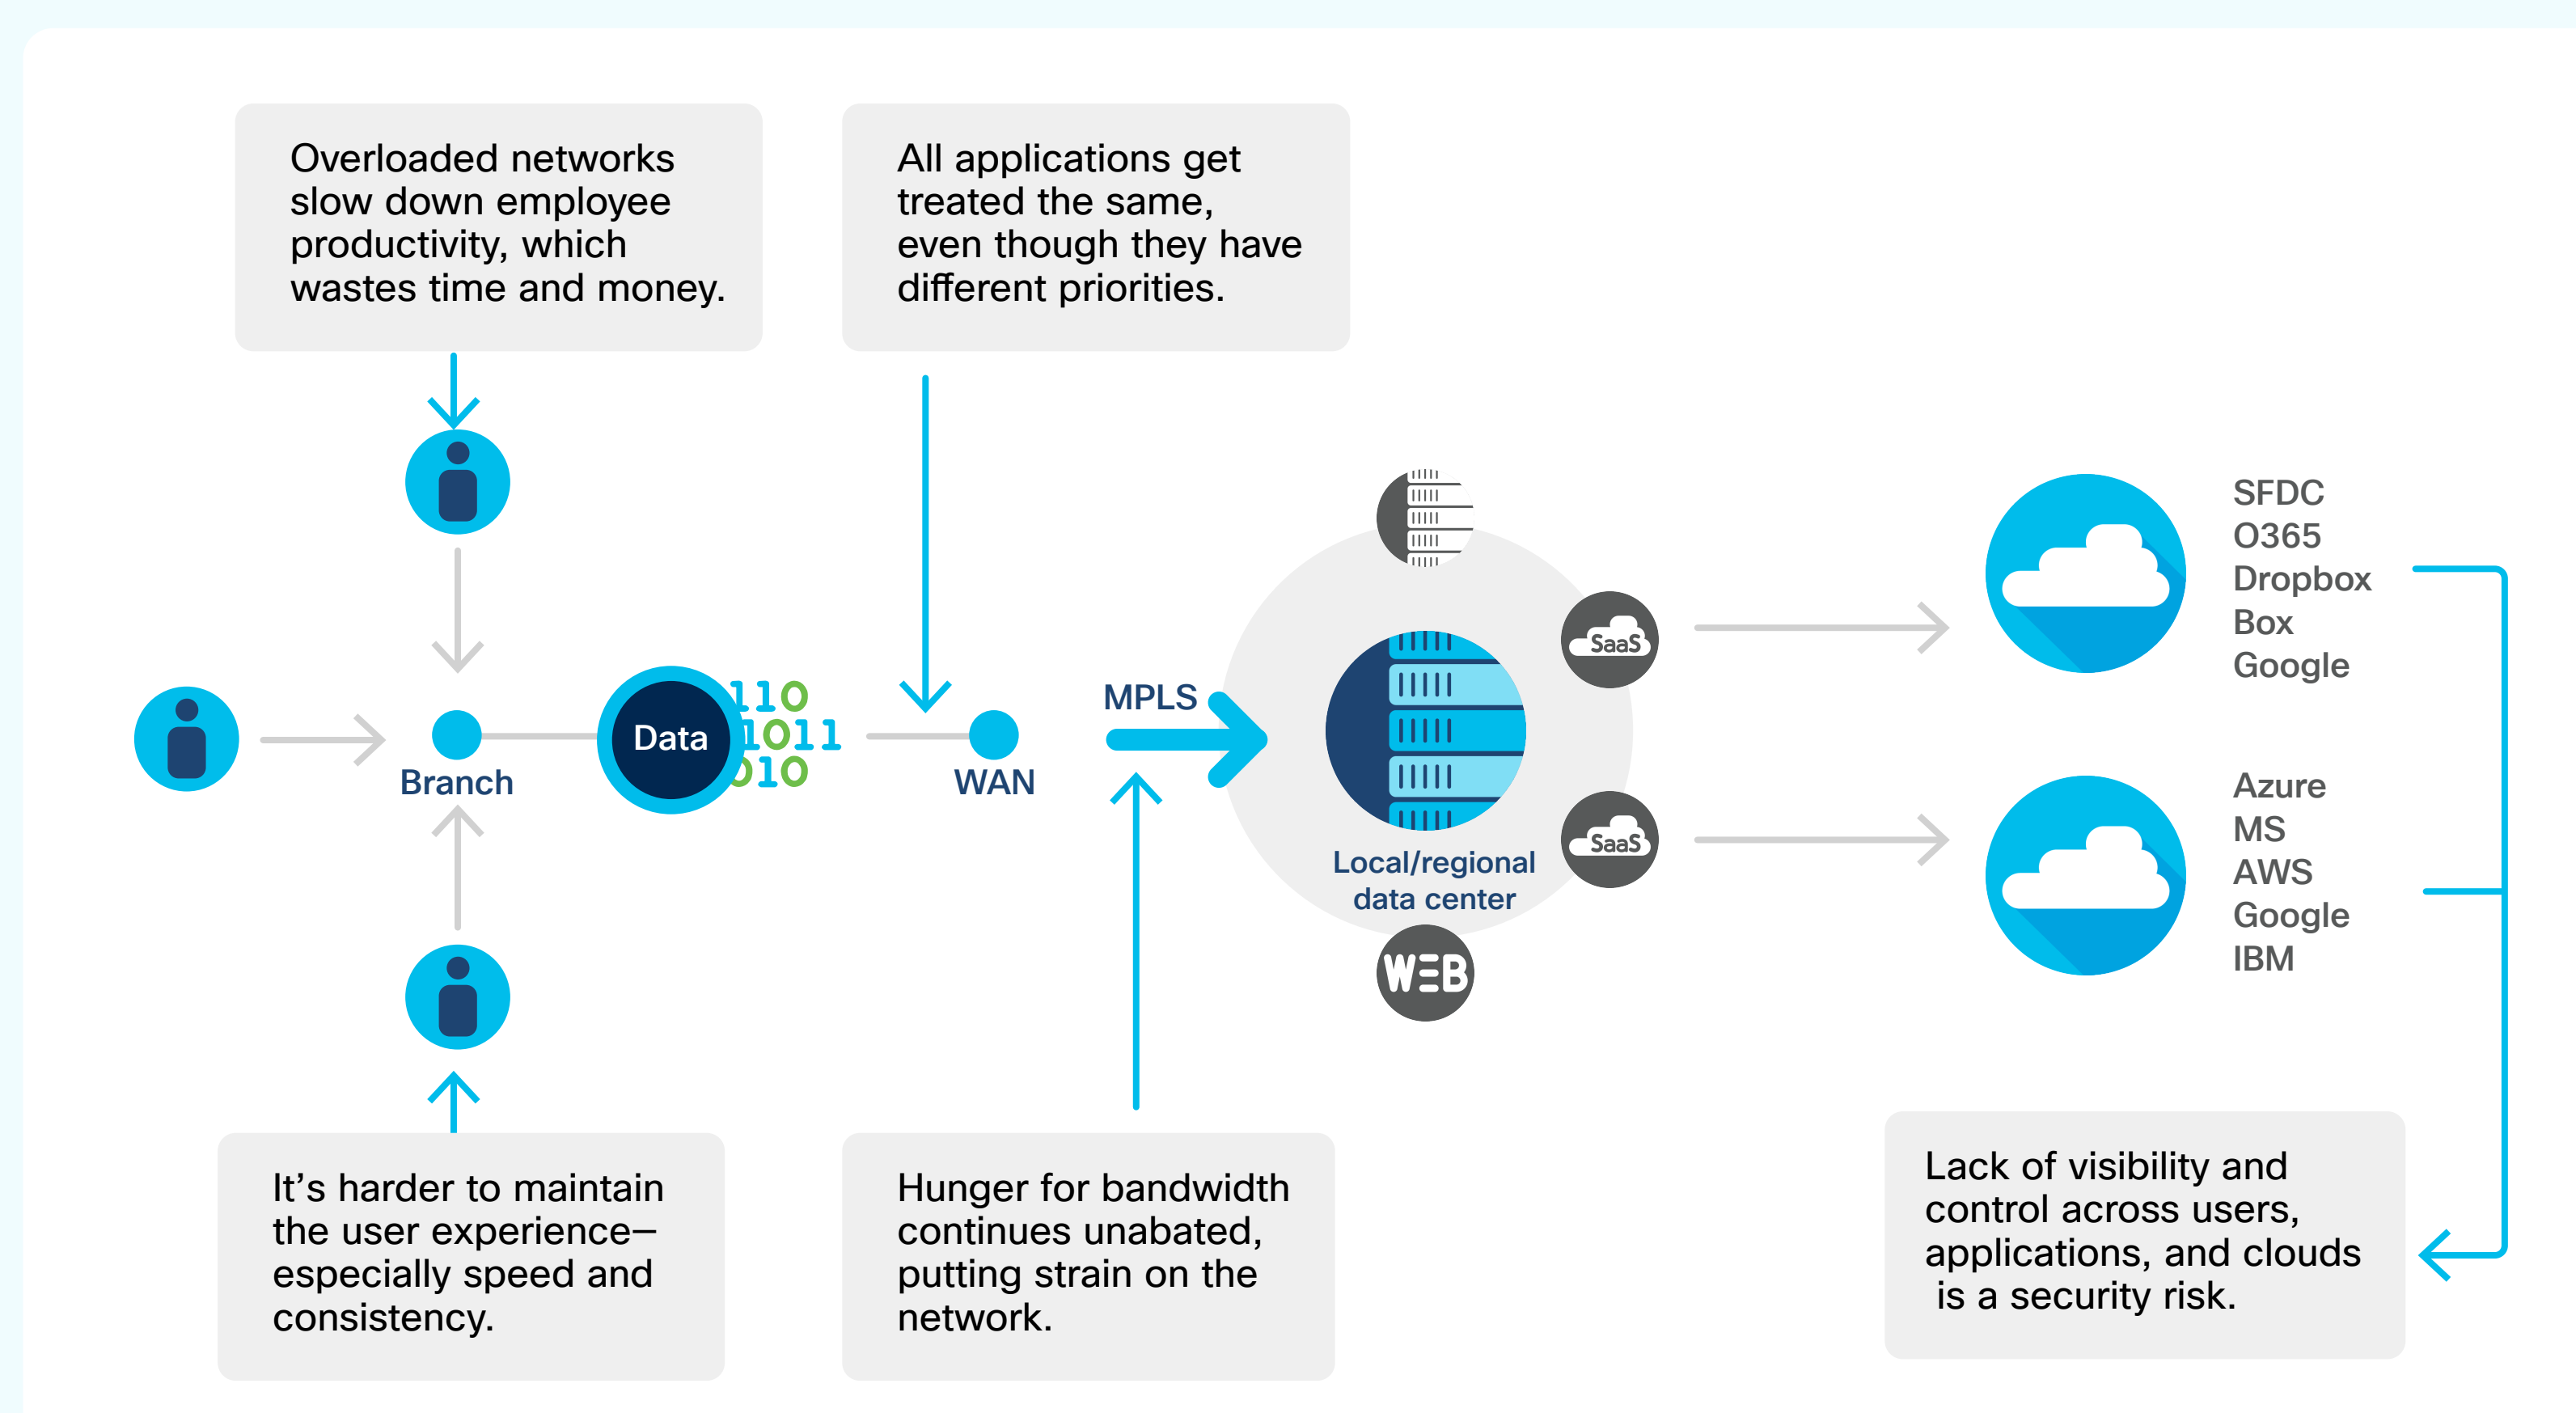 Overloaded networks
slow down employee
productivity, which
wastes time and money.
All applications get
treated the same,
even though they have
different priorities.
Branch
Data
110
1011
010
WAN
MPLS
Local/regional
data center
SaaS
SaaS
WEB
SFDC
O365
Dropbox
Box
Google
Azure
MS
AWS
Google
IBM
It’s harder to maintain
the user experience—
especially speed and
consistency.
Hunger for bandwidth
continues unabated,
putting strain on the
network.
Lack of visibility and
control across users,
applications, and clouds
is a security risk.